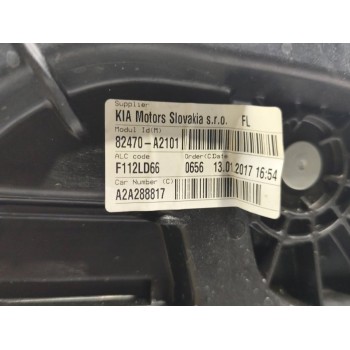 Supplier
KIA Motors Slovakia s.r.o. FL
Modul Id(M)
82470-A2101
ALC code Order(C Date
F112LD66 0656 13.01.2017 16:54
Car Number (C)
A2A288817